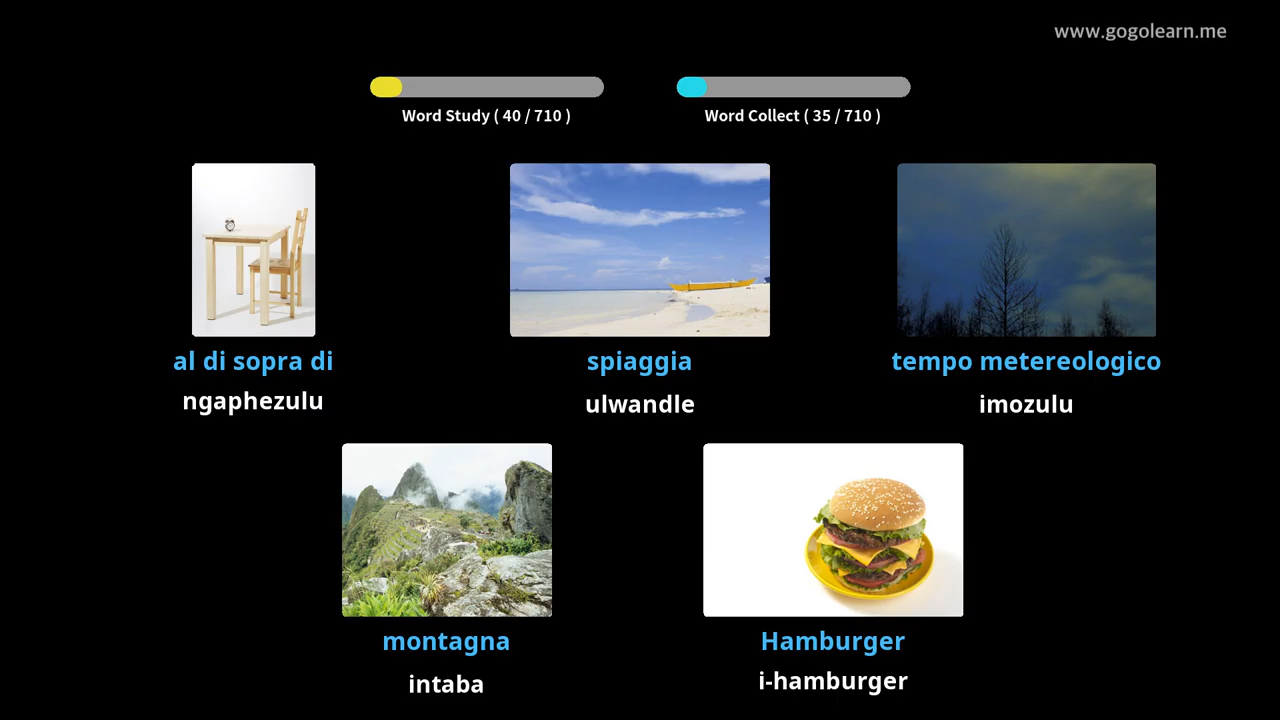 www.gogolearn.me
Word Study ( 40 / 710 )
Word Collect ( 35 / 710 )
al di sopra di
ngaphezulu
spiaggia
ulwandle
tempo metereologico
imozulu
montagna
intaba
Hamburger
i-hamburger